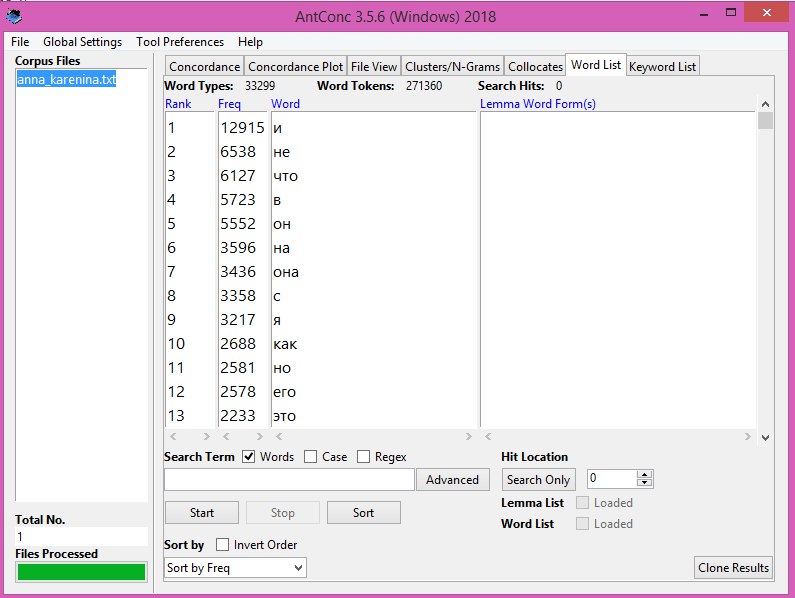 AntConc 3.5.6 (Windows) 2018
File Global Settings Tool Preferences Help
Corpus Files
anna_karenina.txt
Concordance Concordance Plot File View Clusters/N-Grams Collocates Word List Keyword List
Word Types: 33299 Word Tokens: 271360 Search Hits: 0
Rank Freq Word Lemma Word Form(s)
1 12915 и
2 6538 не
3 6127 что
4 5723 в
5 5552 он
6 3596 на
7 3436 она
8 3358 с
9 3217 я
10 2688 как
11 2581 но
12 2578 его
13 2233 это
Search Term Words Case Regex Hit Location
Advanced Search Only 0
Lemma List Loaded
Start Stop Sort
Word List Loaded
Total No.
1
Files Processed
Sort by Invert Order
Sort by Freq
Clone Results